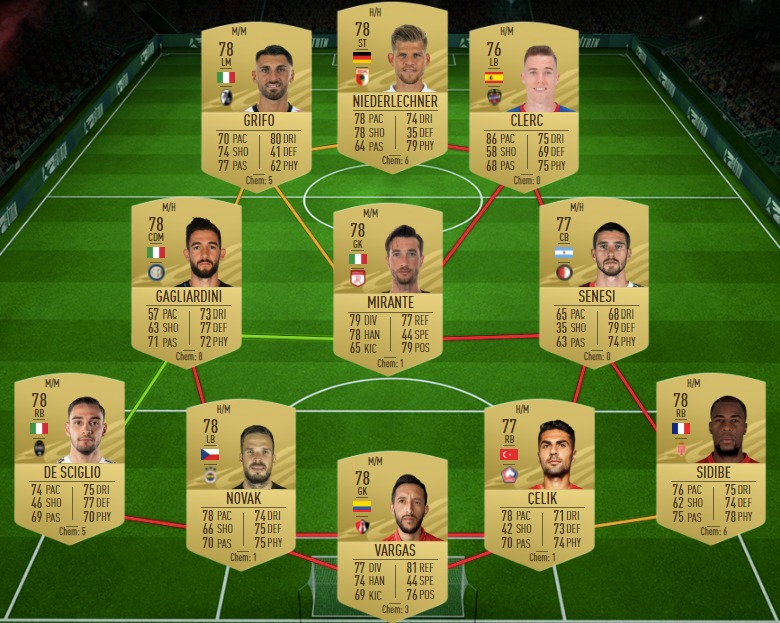 M/M
78
LM
GRIFO
70 PAC 80 DRI
74 SHO 41 DEF
77 PAS 62 PHY
Chem: 5
H/H
78
ST
NIEDERLECHNER
78 PAC 74 DRI
78 SHO 35 DEF
64 PAS 79 PHY
Chem: 6
H/M
76
LB
CLERC
86 PAC 75 DRI
58 SHO 69 DEF
68 PAS 75 PHY
Chem: 0
M/H
78
CDM
GAGLIARDINI
57 PAC 73 DRI
63 SHO 77 DEF
71 PAS 72 PHY
Chem: 8
M/M
78
GK
MIRANTE
79 DIV 77 REF
78 HAN 44 SPE
65 KIC 79 POS
Chem: 1
H/M
77
CB
SENESI
65 PAC 68 DRI
35 SHO 79 DEF
63 PAS 74 PHY
Chem: 0
M/M
78
RB
DE SCIGLIO
74 PAC 75 DRI
46 SHO 77 DEF
69 PAS 70 PHY
Chem: 5
H/M
78
LB
NOVAK
78 PAC 74 DRI
66 SHO 75 DEF
70 PAS 75 PHY
Chem: 1
M/M
78
GK
VARGAS
77 DIV 81 REF
74 HAN 44 SPE
69 KIC 76 POS
Chem: 3
H/M
77
RB
CELIK
78 PAC 71 DRI
42 SHO 73 DEF
70 PAS 74 PHY
Chem: 1
H/M
78
RB
SIDIBE
76 PAC 75 DRI
62 SHO 74 DEF
75 PAS 78 PHY
Chem: 6